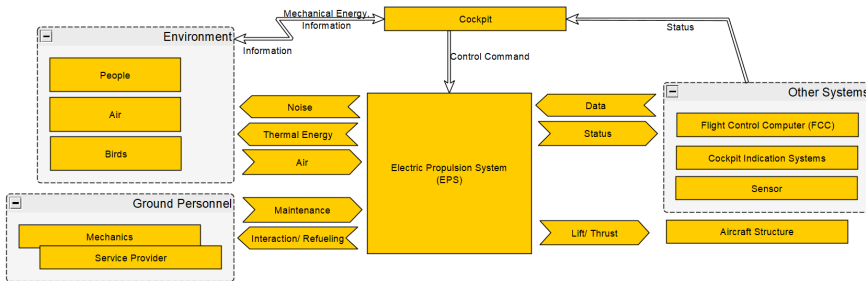 Mechanical Energy,
Information
Cockpit
Environment
Information
Status
Control Command
People
Air
Birds
Noise
Thermal Energy
Air
Electric Propulsion System
(EPS)
Data
Status
Other Systems
Flight Control Computer (FCC)
Cockpit Indication Systems
Sensor
Ground Personnel
Mechanics
Service Provider
Maintenance
Interaction/ Refueling
Lift/ Thrust
Aircraft Structure